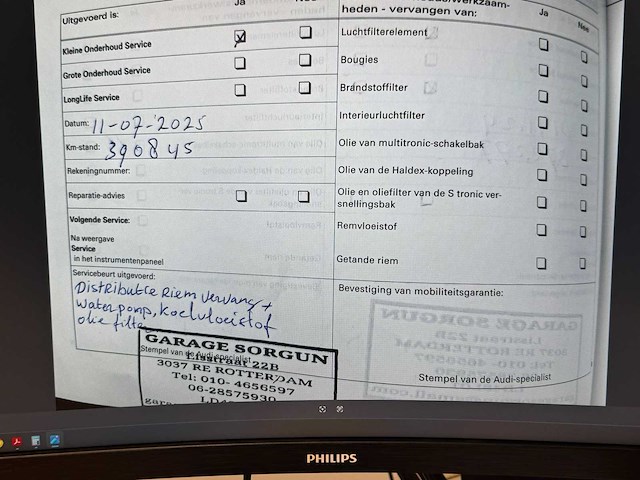 Uitgevoerd is:
Ja
Kleine Onderhoud Service
Grote Onderhoud Service
LongLife Service
Datum: 11-07-2025
Km-stand: 390845
Rekeningnummer:
Reparatie-advies
Volgende Service:
Na weergave
Service
in het instrumentenpaneel
Servicebeurt uitgevoerd:
Distributie Riem vervang +
Waterpomp, Koelvloeistof
olie filter
GARAGE SORGUN
Stempel van de Audi-specialist
Lisstraat 22B
3037 RE ROTTERDAM
Tel: 010- 4656597
06-28575930
heden - vervangen van:
Ja
Nee
Luchtfilterelement
Bougies
Brandstoffilter
Interieurluchtfilter
Olie van multitronic-schakelbak
Olie van de Haldex-koppeling
Olie en oliefilter van de S tronic ver-
snellingsbak
Remvloeistof
Getande riem
Bevestiging van mobiliteitsgarantie:
Stempel van de Audi-specialist
PHILIPS